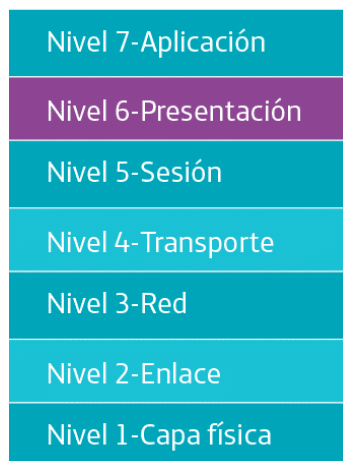 Nivel 7-Aplicación
Nivel 6-Presentación
Nivel 5-Sesión
Nivel 4-Transporte
Nivel 3-Red
Nivel 2-Enlace
Nivel 1-Capa física